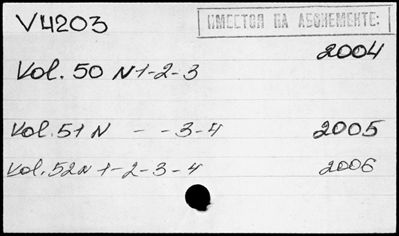 V4203
ИМЕЕТСЯ НА АБОНЕМЕНТЕ:
2004
Vol. 50 N 1-2-3
Vol. 51 N - - 3-4 2005
Vol. 52 N 1-2-3-4 2006